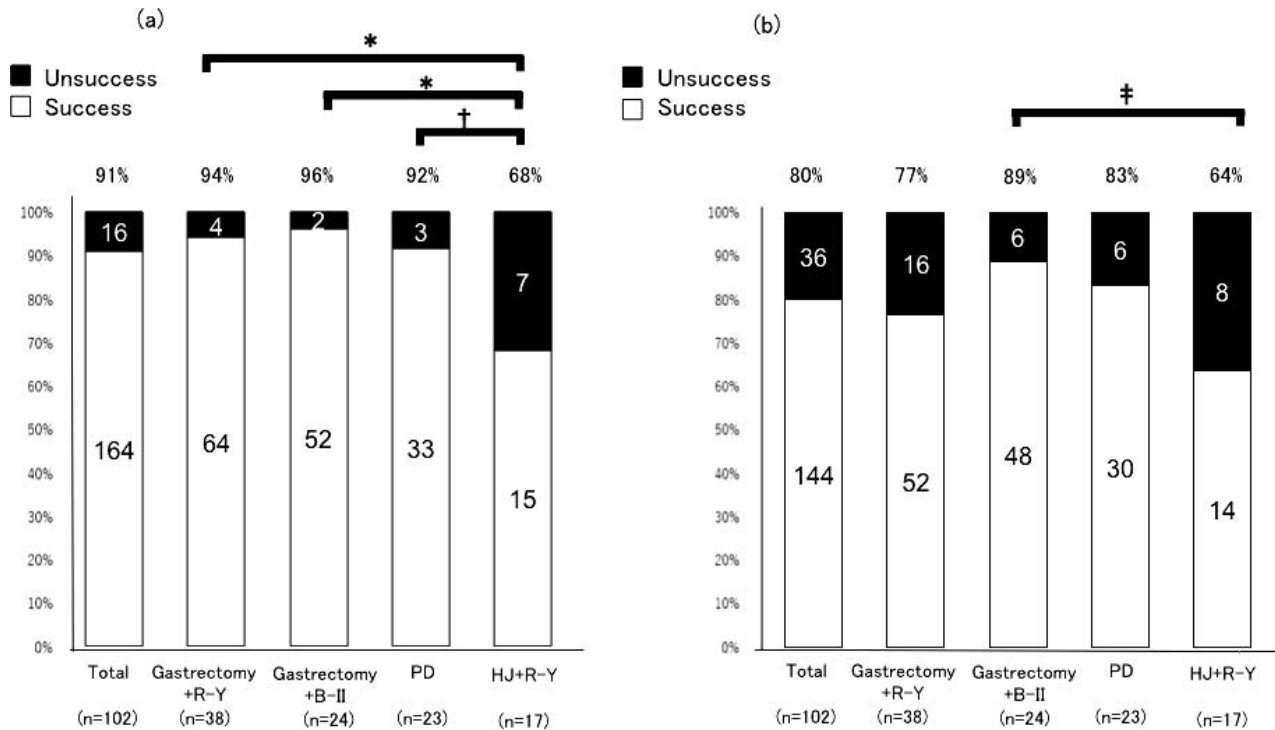 (a)
*
Unsuccess
*
Success
†
91% 94% 96% 92% 68%
100%
16 4 2 3 7
90%
80%
70%
60%
50%
164 64 52 33 15
40%
30%
20%
10%
0%
Total Gastrectomy +R-Y Gastrectomy +B-II PD HJ+R-Y
(n=102) (n=38) (n=24) (n=23) (n=17)
(b)
Unsuccess
‡
Success
80% 77% 89% 83% 64%
100%
36 16 6 6 8
90%
80%
70%
60%
50%
144 52 48 30 14
40%
30%
20%
10%
0%
Total Gastrectomy +R-Y Gastrectomy +B-II PD HJ+R-Y
(n=102) (n=38) (n=24) (n=23) (n=17)